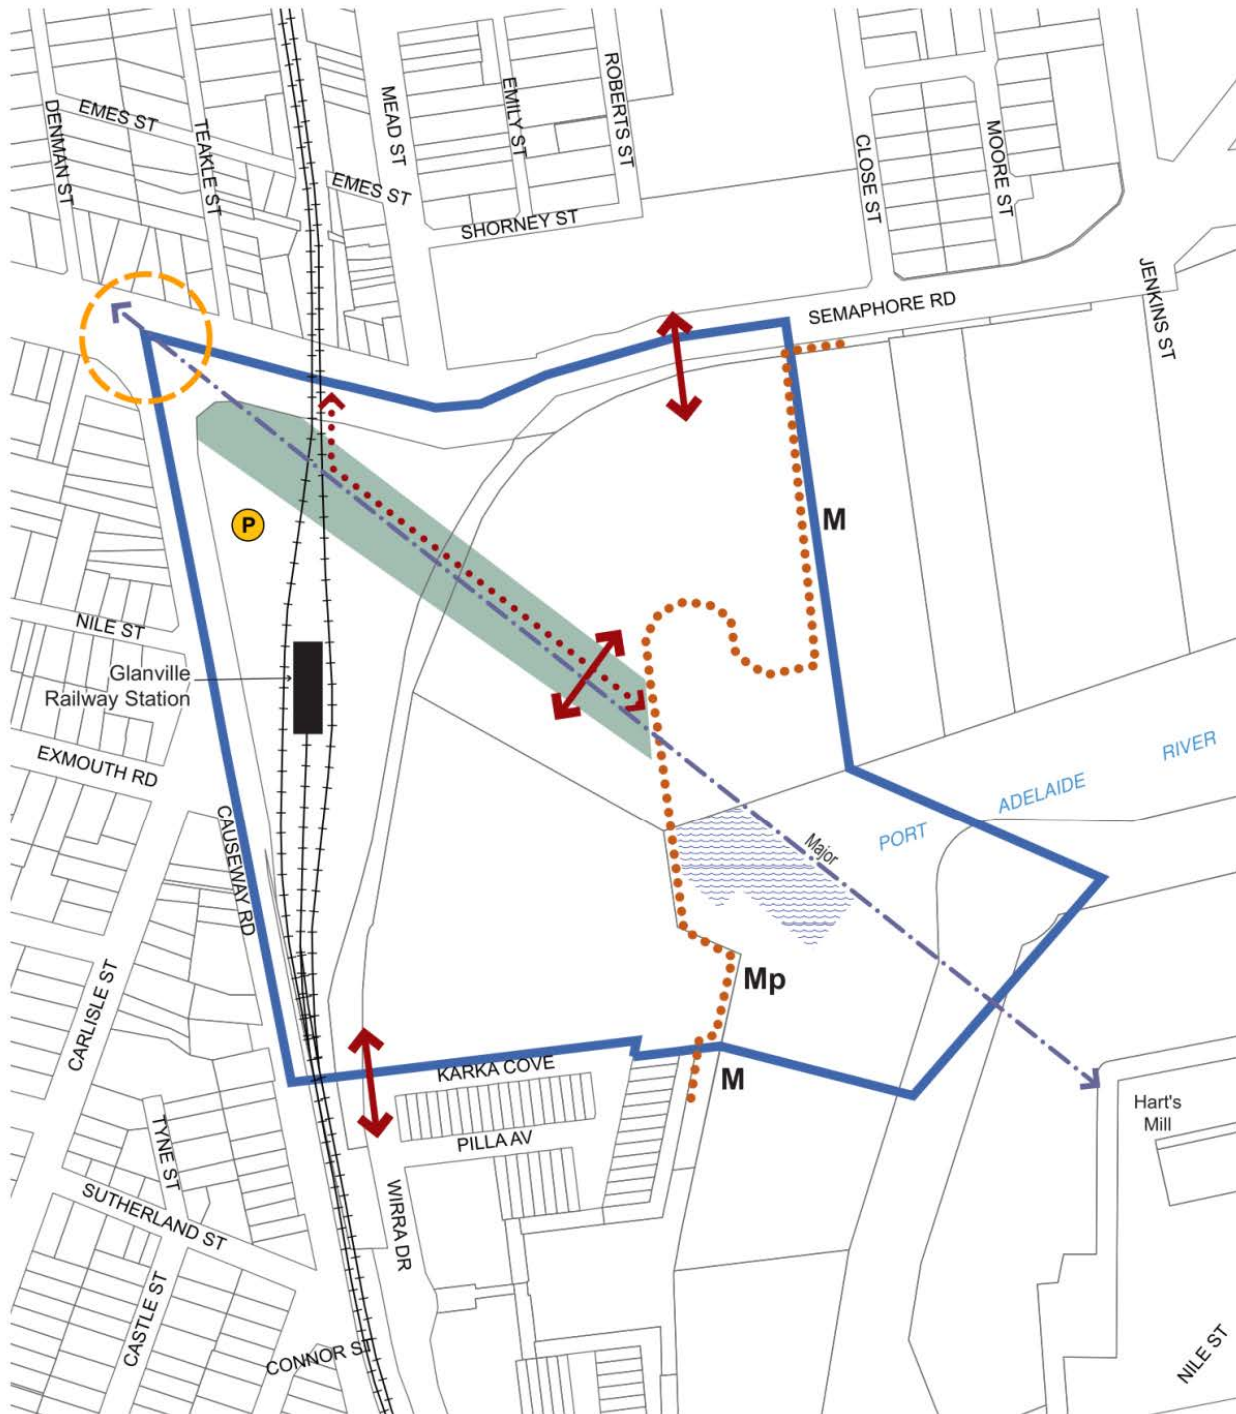 DENMAN ST
EMES ST
TEAKLE ST
MEAD ST
EMES ST
EMILY ST
ROBERTS ST
SHORNEY ST
CLOSE ST
MOORE ST
JENKINS ST
SEMAPHORE RD
P
M
NILE ST
Glanville
Railway Station
EXMOUTH RD
CAUSEWAY RD
CARLISLE ST
Major
PORT
ADELAIDE
RIVER
Mp
M
KARKA COVE
PILLA AV
WIRRA DR
TYNE ST
SUTHERLAND ST
CASTLE ST
CONNOR ST
Hart's
Mill
NILE ST